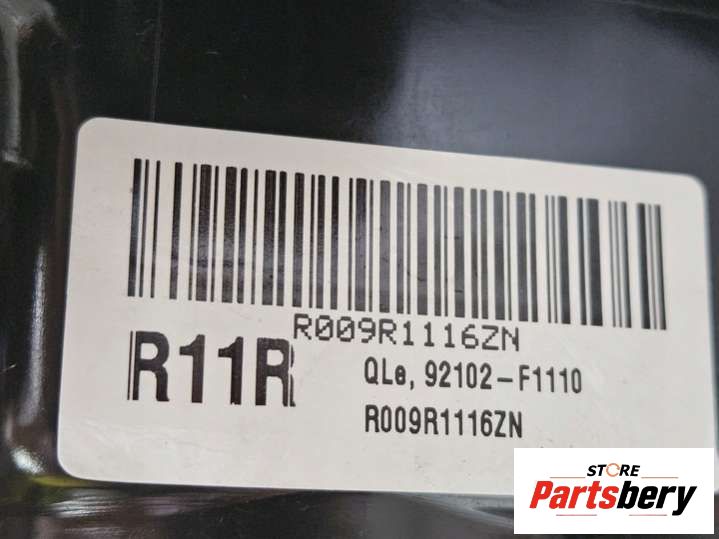 R009R1116ZN
R11R
QLe, 92102-F1110
R009R1116ZN
STORE
Partsbery